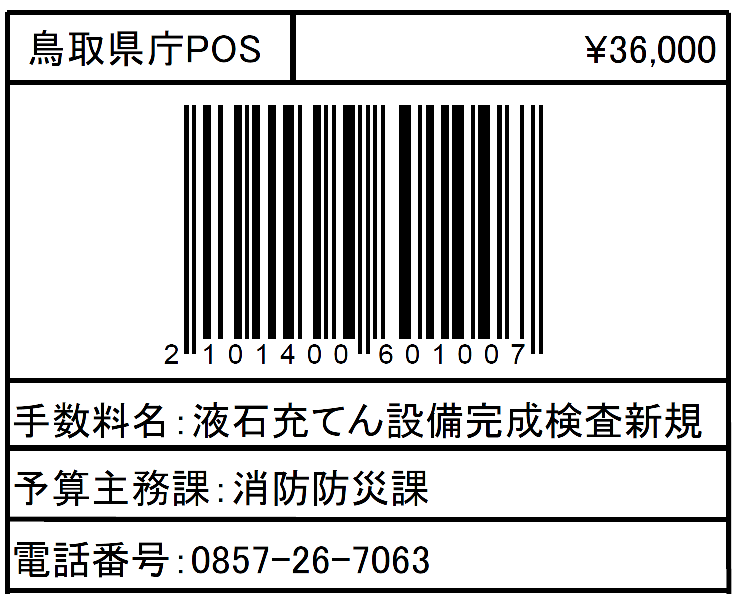 鳥取県庁POS
¥36,000
2 101400 601007
手数料名:液石充てん設備完成検査新規
予算主務課:消防防災課
電話番号:0857-26-7063